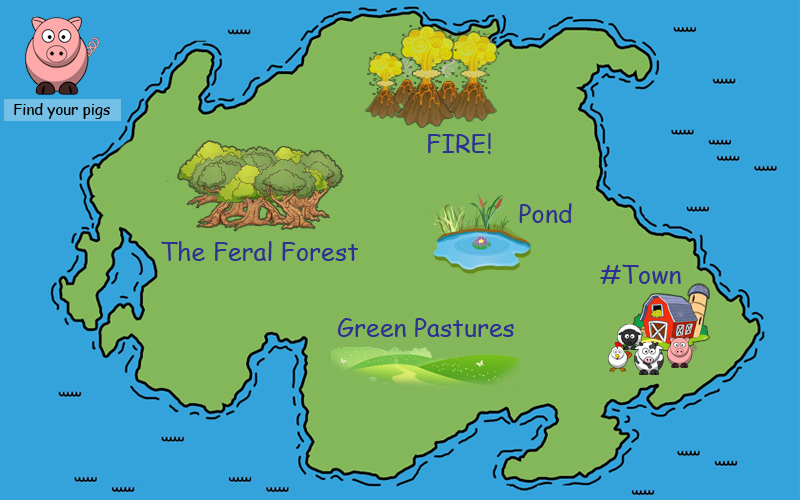 Find your pigs
FIRE!
Pond
The Feral Forest
#Town
Green Pastures